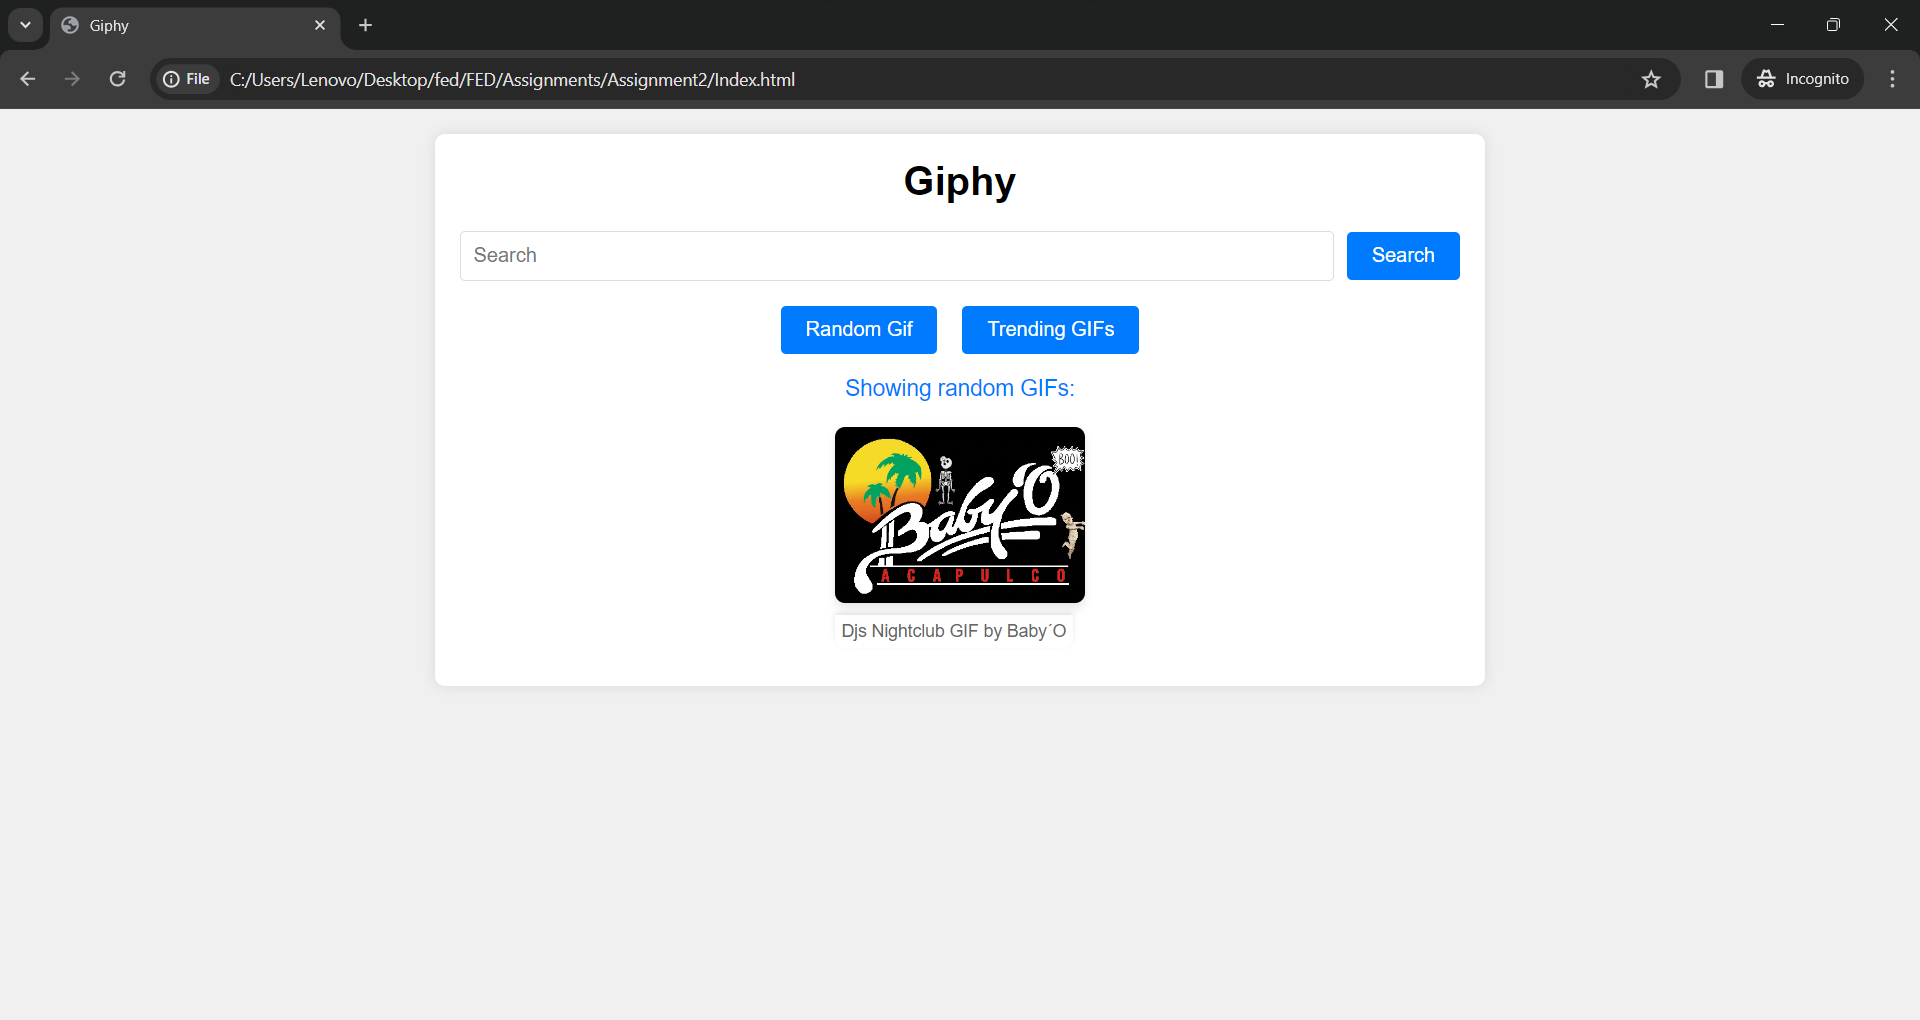 Giphy
File C:/Users/Lenovo/Desktop/fed/FED/Assignments/Assignment2/Index.html Incognito
Giphy
Search Search
Random Gif Trending GIFs
Showing random GIFs:
BOO!
Baby'O
ACAPULCO
Djs Nightclub GIF by Baby´O